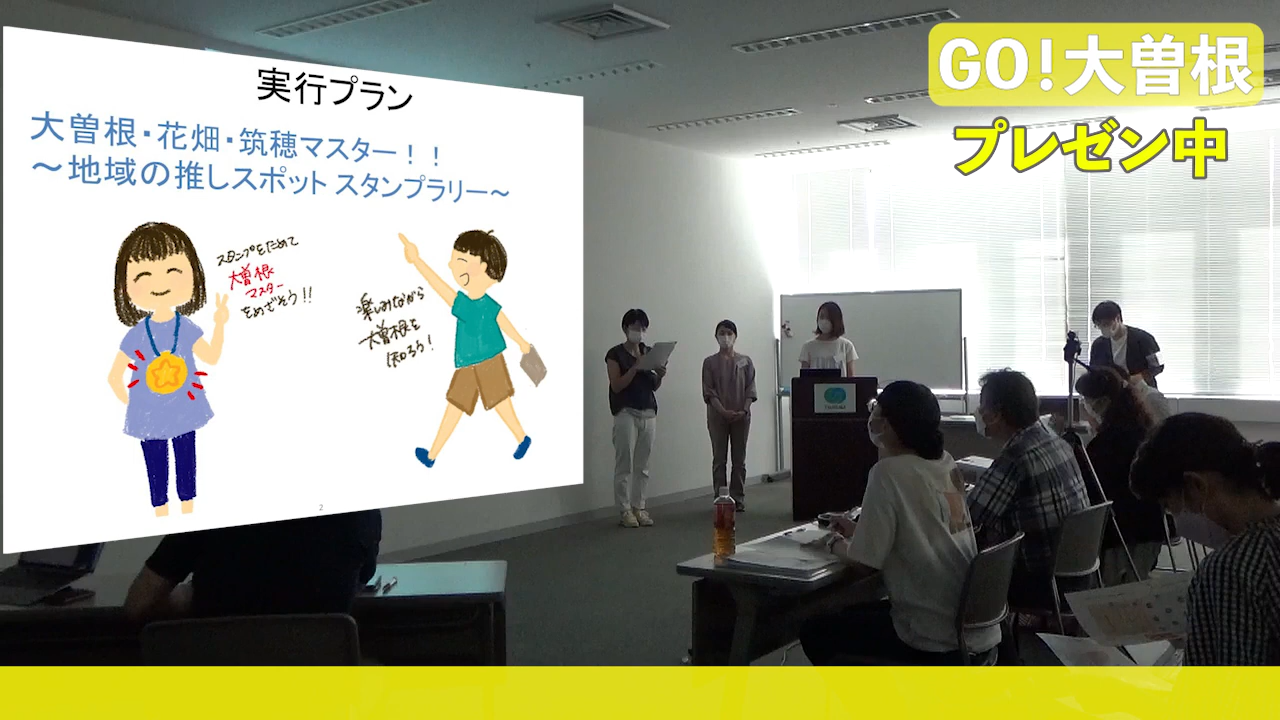 GO!大曽根
プレゼン中
実行プラン
大曽根・花畑・筑穂マスター！！
～地域の推しスポット スタンプラリー～
スタンプをためて
大曽根
マスター
をめざそう!!
楽しみながら
大曽根を
知ろう!
2